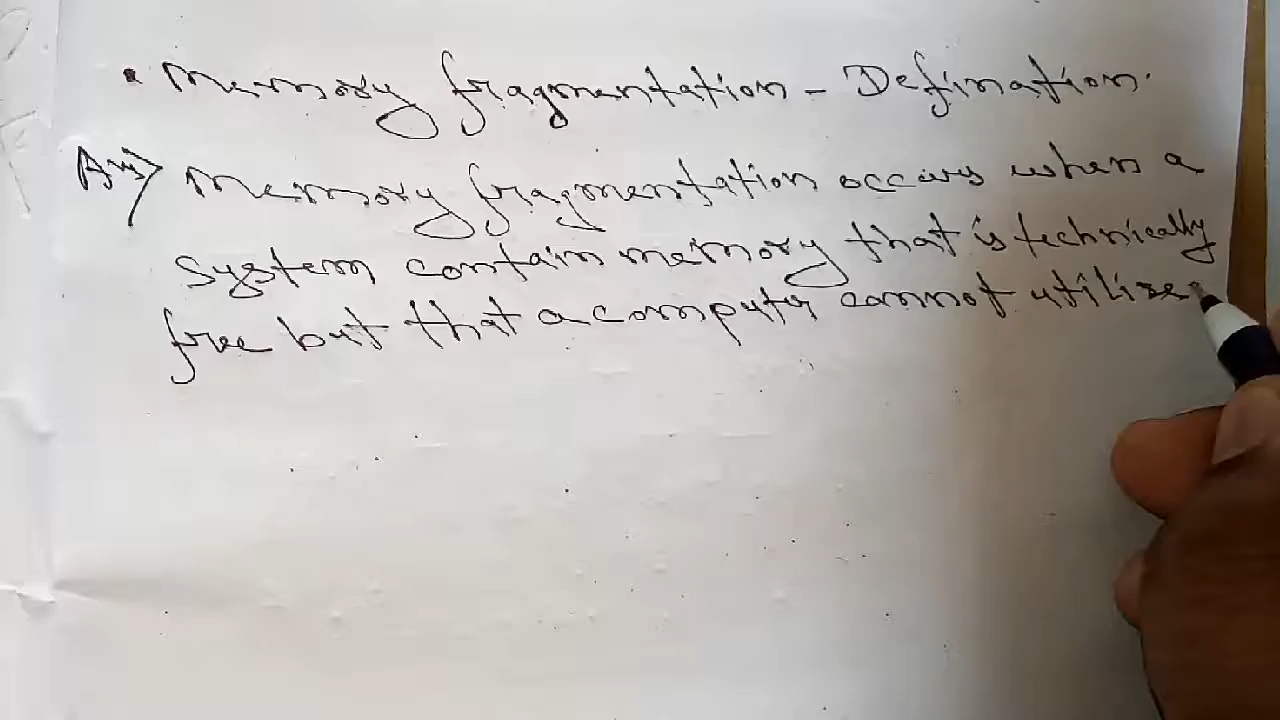 • Memory fragmentation - Defination.
Ans) Memory fragmentation occurs when a
system contain memory that is technically
free but that a computer cannot utilize